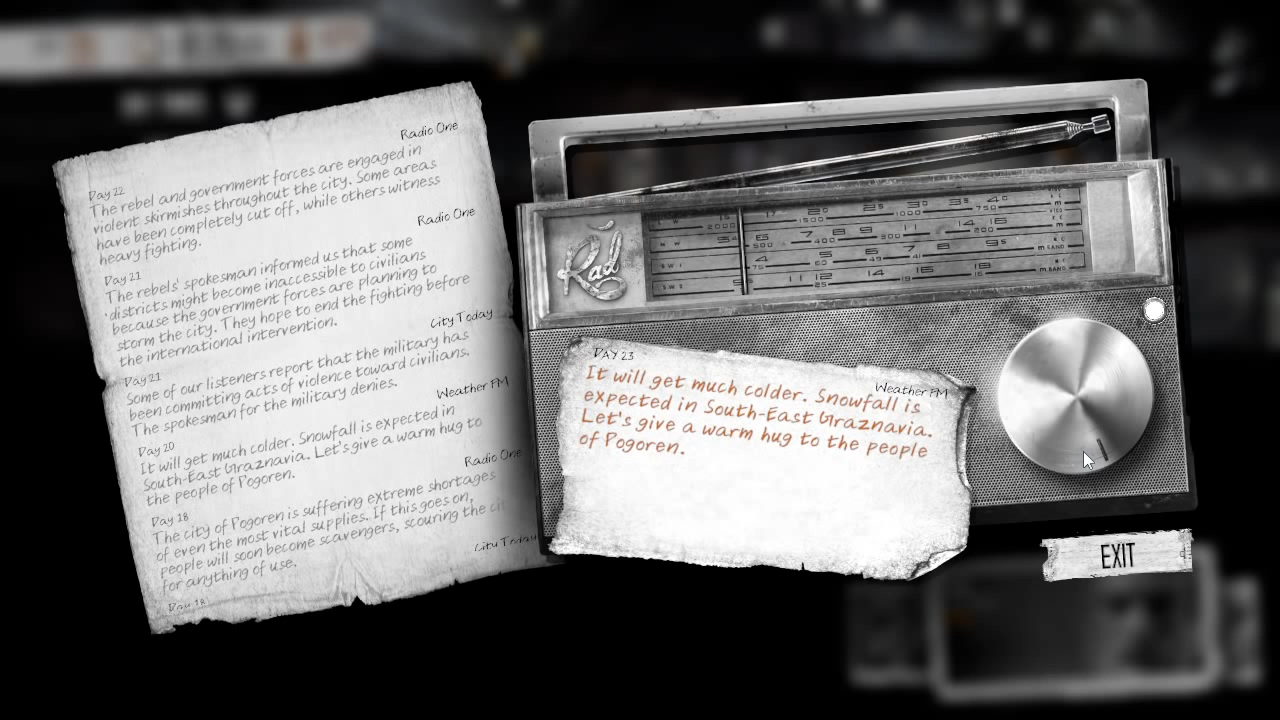 Radio One
Day 22
The rebel and government forces are engaged in
violent skirmishes throughout the city. Some areas
have been completely cut off, while others witness
heavy fighting.
Radio One
Day 21
The rebels' spokesman informed us that some
districts might become inaccessible to civilians
because the government forces are planning to
storm the city. They hope to end the fighting before
the international intervention.
City Today
Day 21
Some of our listeners report that the military has
been committing acts of violence toward civilians.
The spokesman for the military denies.
Weather FM
Day 20
It will get much colder. Snowfall is expected in
South-East Graznavia. Let's give a warm hug to
the people of Pogoren.
Radio One
Day 18
The city of Pogoren is suffering extreme shortages
of even the most vital supplies. If this goes on,
people will soon become scavengers, scouring the
for anything of use.
City Today
Day 18
Rad
DAY 23
Weather FM
It will get much colder. Snowfall is
expected in South-East Graznavia.
Let's give a warm hug to the people
of Pogoren.
EXIT